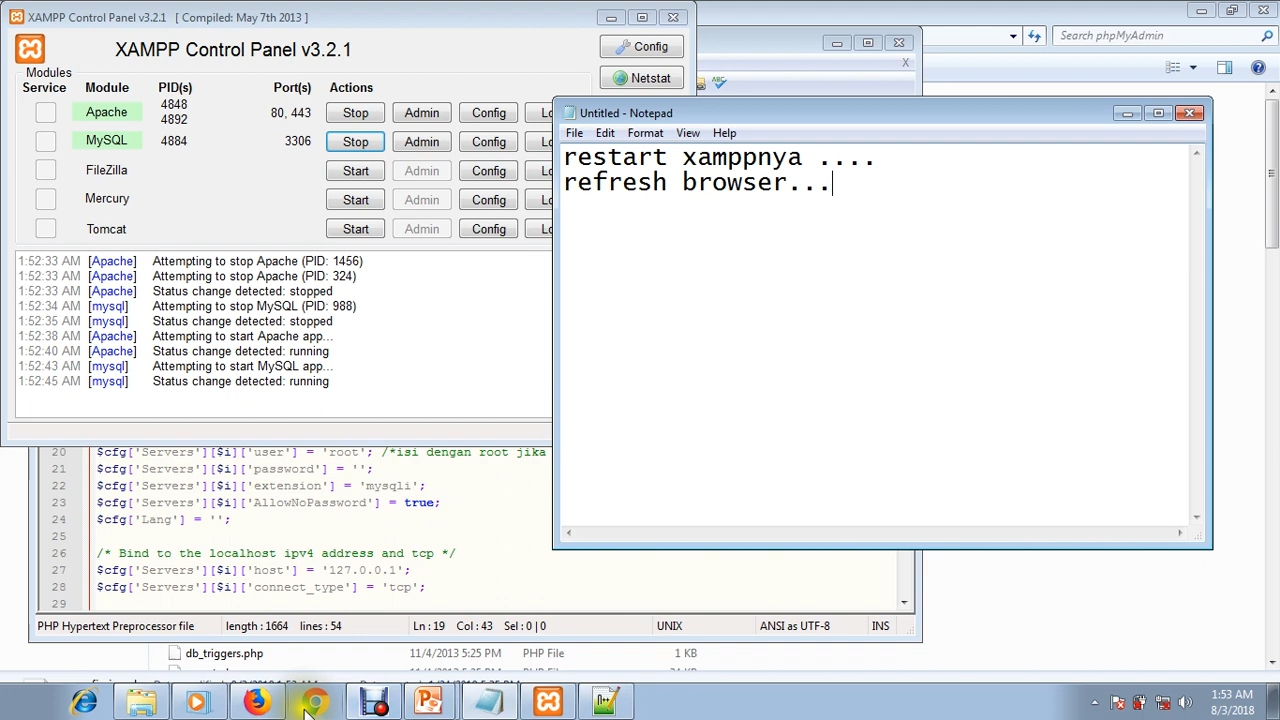 XAMPP Control Panel v3.2.1 [ Compiled: May 7th 2013 ]
XAMPP Control Panel v3.2.1
Config
Netstat
Modules
Service Module PID(s) Port(s) Actions
Apache 4848 4892 80, 443 Stop Admin Config
MySQL 4884 3306 Stop Admin Config
FileZilla Start Admin Config
Mercury Start Admin Config
Tomcat Start Admin Config
1:52:33 AM [Apache] Attempting to stop Apache (PID: 1456)
1:52:33 AM [Apache] Attempting to stop Apache (PID: 324)
1:52:33 AM [Apache] Status change detected: stopped
1:52:34 AM [mysql] Attempting to stop MySQL (PID: 988)
1:52:35 AM [mysql] Status change detected: stopped
1:52:38 AM [Apache] Attempting to start Apache app...
1:52:40 AM [Apache] Status change detected: running
1:52:43 AM [mysql] Attempting to start MySQL app...
1:52:45 AM [mysql] Status change detected: running
Search phpMyAdmin
Untitled - Notepad
File Edit Format View Help
restart xamppnya ....
refresh browser...
20 $cfg['Servers'][$i]['user'] = 'root'; /*isi dengan root jika
21 $cfg['Servers'][$i]['password'] = '';
22 $cfg['Servers'][$i]['extension'] = 'mysqli';
23 $cfg['Servers'][$i]['AllowNoPassword'] = true;
24 $cfg['Lang'] = '';
25
26 /* Bind to the localhost ipv4 address and tcp */
27 $cfg['Servers'][$i]['host'] = '127.0.0.1';
28 $cfg['Servers'][$i]['connect_type'] = 'tcp';
29
PHP Hypertext Preprocessor file length : 1664 lines : 54 Ln : 19 Col : 43 Sel : 0 | 0 UNIX ANSI as UTF-8 INS
db_triggers.php 11/4/2013 5:25 PM PHP File 1 KB
1:53 AM
8/3/2018